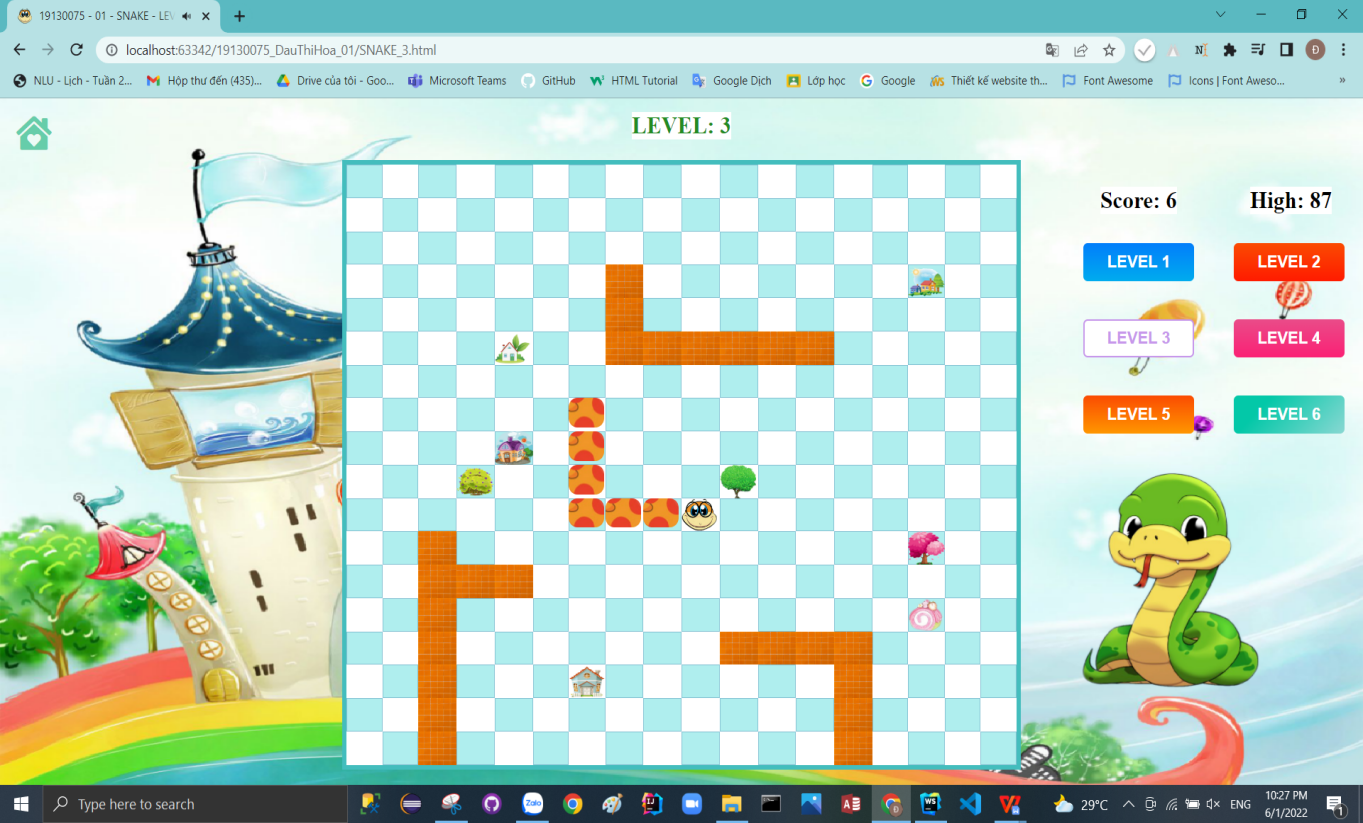 19130075 - 01 - SNAKE - LEV
localhost:63342/19130075_DauThiHoa_01/SNAKE_3.html
Đ
NLU - Lịch - Tuần 2... Hộp thư đến (435)... Drive của tôi - Goo... Microsoft Teams GitHub HTML Tutorial Google Dịch Lớp học Google Thiết kế website th... Font Awesome Icons | Font Aweso... »
LEVEL: 3
Score: 6 High: 87
LEVEL 1 LEVEL 2
LEVEL 3 LEVEL 4
LEVEL 5 LEVEL 6
Type here to search
Zalo
29°C
ENG
10:27 PM
6/1/2022
1